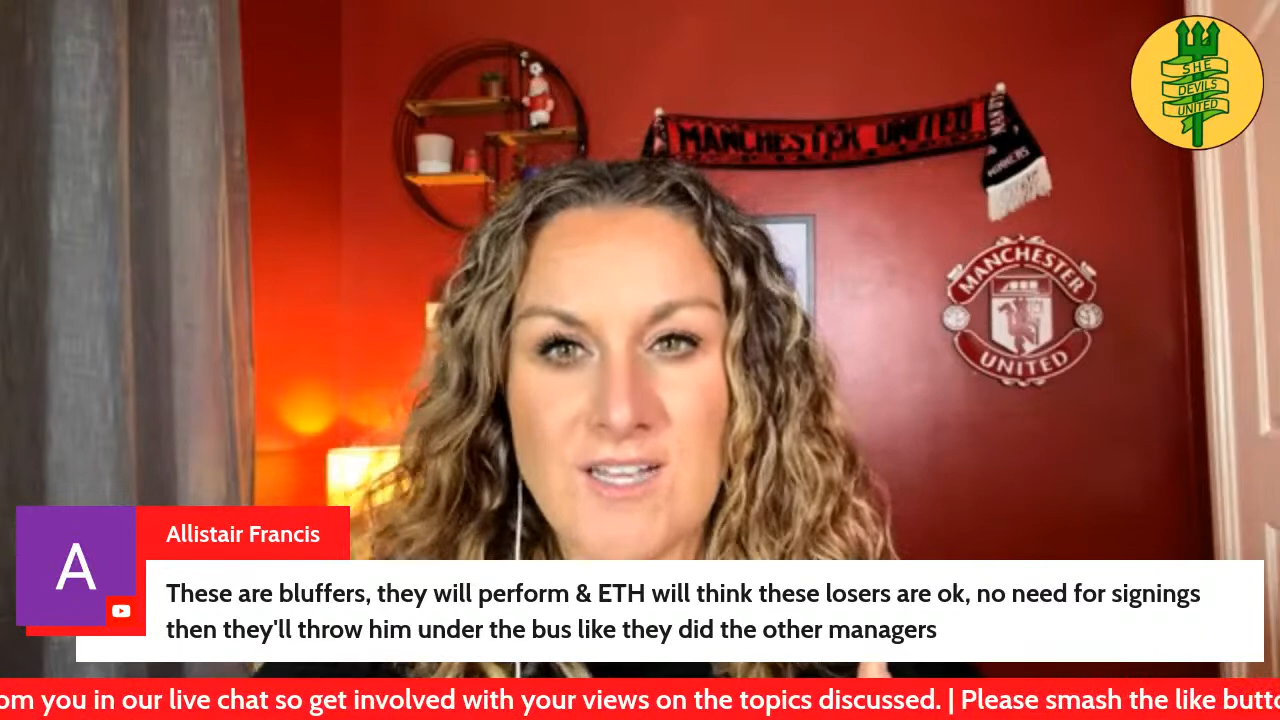 SHE
DEVILS
UNITED
MANCHESTER UNITED
MANCHESTER
UNITED
A
Allistair Francis
These are bluffers, they will perform & ETH will think these losers are ok, no need for signings
then they'll throw him under the bus like they did the other managers
om you in our live chat so get involved with your views on the topics discussed. | Please smash the like butt